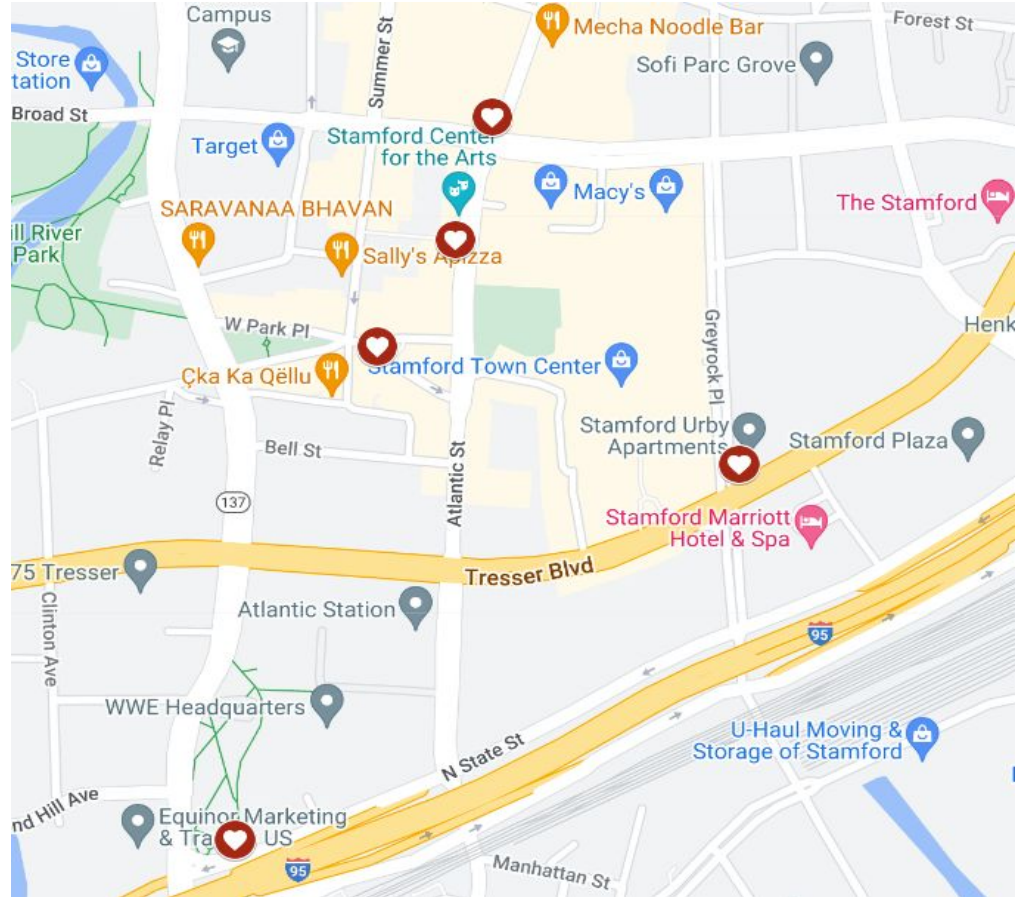 Campus
Mecha Noodle Bar
Forest St
Store
tation
Summer St
Sofi Parc Grove
Broad St
Target
Stamford Center
for the Arts
Macy's
The Stamford
SARAVANAA BHAVAN
ill River
Park
Sally's Apizza
W Park Pl
Greyrock Pl
Henk
Stamford Town Center
Çka Ka Qëllu
Relay Pl
Stamford Urby
Apartments
Stamford Plaza
Bell St
Atlantic St
137
Stamford Marriott
Hotel & Spa
75 Tresser
Tresser Blvd
Clinton Ave
Atlantic Station
95
WWE Headquarters
U-Haul Moving &
Storage of Stamford
N State St
nd Hill Ave
Equinor Marketing
& Tra US
95
Manhattan St